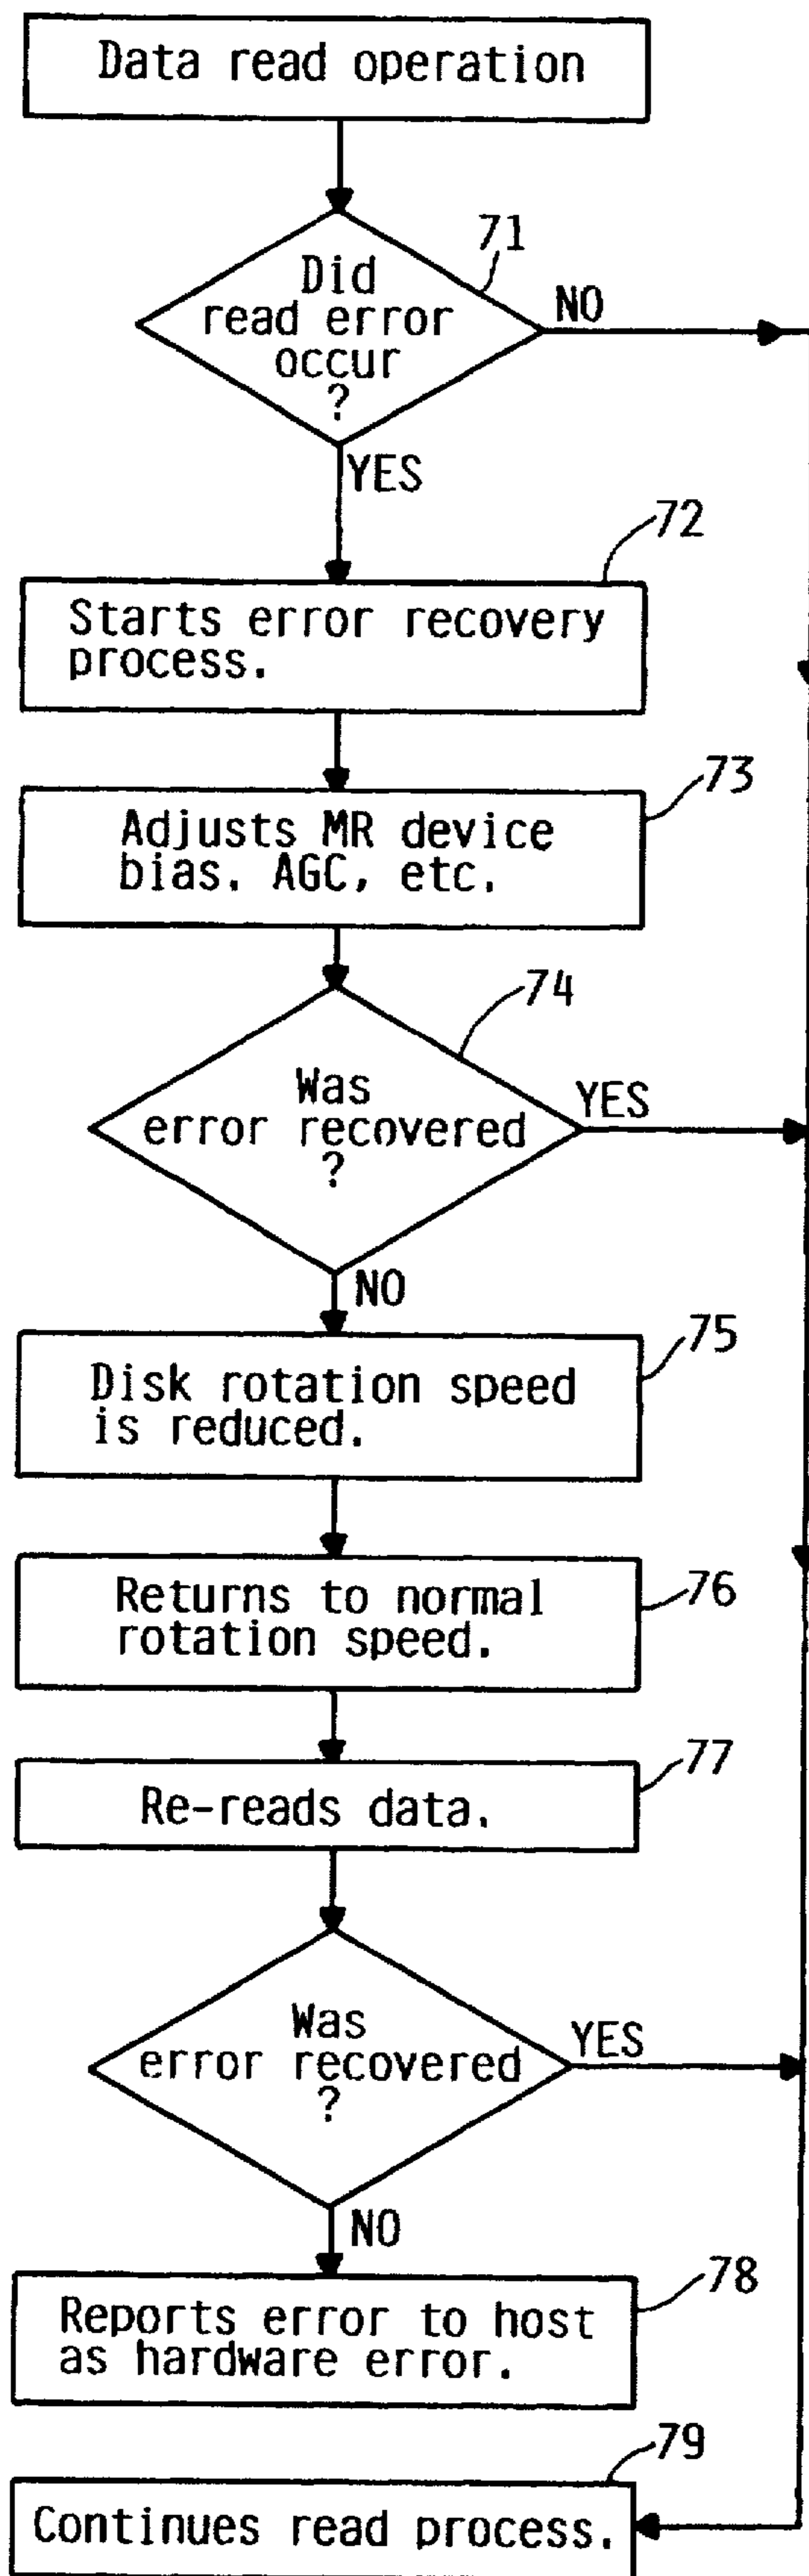 Data read operation
71
Did
read error
occur
?
NO
YES
72
Starts error recovery
process.
73
Adjusts MR device
bias. AGC, etc.
74
Was
error recovered
?
YES
NO
75
Disk rotation speed
is reduced.
76
Returns to normal
rotation speed.
77
Re-reads data.
Was
error recovered
?
YES
NO
78
Reports error to host
as hardware error.
79
Continues read process.